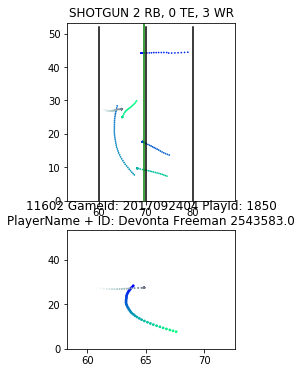 SHOTGUN 2 RB, 0 TE, 3 WR
50
40
30
20
10
0
60 70 80
11602 GameId: 2017092404 PlayId: 1850
PlayerName + ID: Devonta Freeman 2543583.0
40
20
0
60 65 70